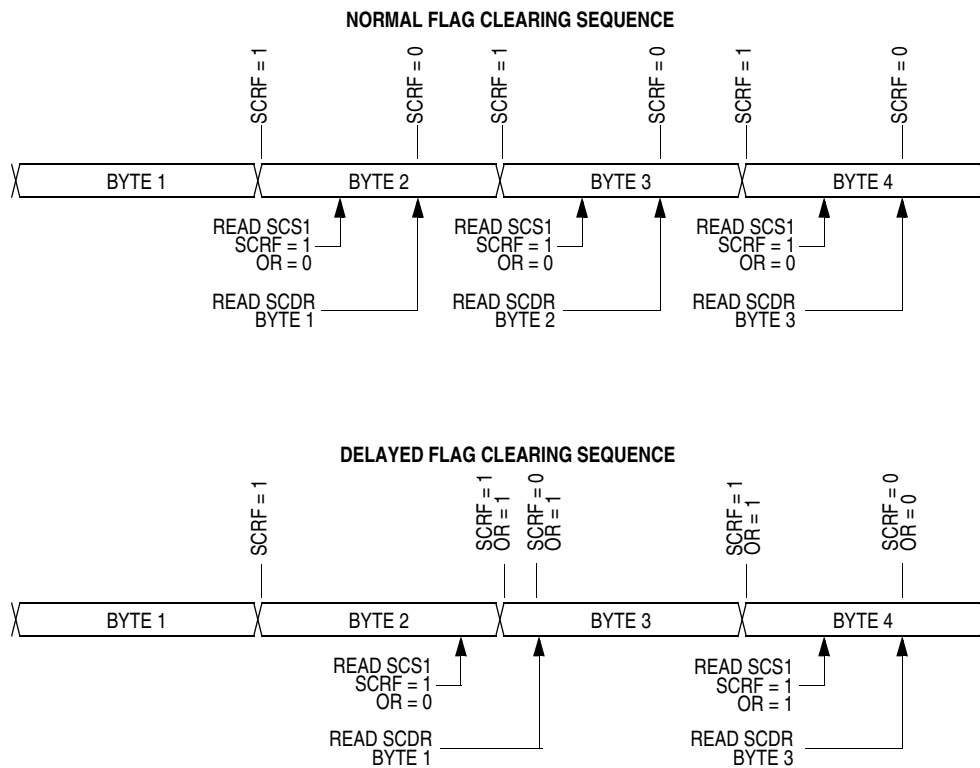 NORMAL FLAG CLEARING SEQUENCE
SCRF = 1
SCRF = 0
SCRF = 1
SCRF = 0
SCRF = 1
SCRF = 0
BYTE 1
BYTE 2
BYTE 3
BYTE 4
READ SCS1
SCRF = 1
OR = 0
READ SCS1
SCRF = 1
OR = 0
READ SCS1
SCRF = 1
OR = 0
READ SCDR
BYTE 1
READ SCDR
BYTE 2
READ SCDR
BYTE 3
DELAYED FLAG CLEARING SEQUENCE
SCRF = 1
SCRF = 1
OR = 1
SCRF = 0
OR = 1
SCRF = 1
OR = 1
SCRF = 0
OR = 0
BYTE 1
BYTE 2
BYTE 3
BYTE 4
READ SCS1
SCRF = 1
OR = 0
READ SCS1
SCRF = 1
OR = 1
READ SCDR
BYTE 1
READ SCDR
BYTE 3